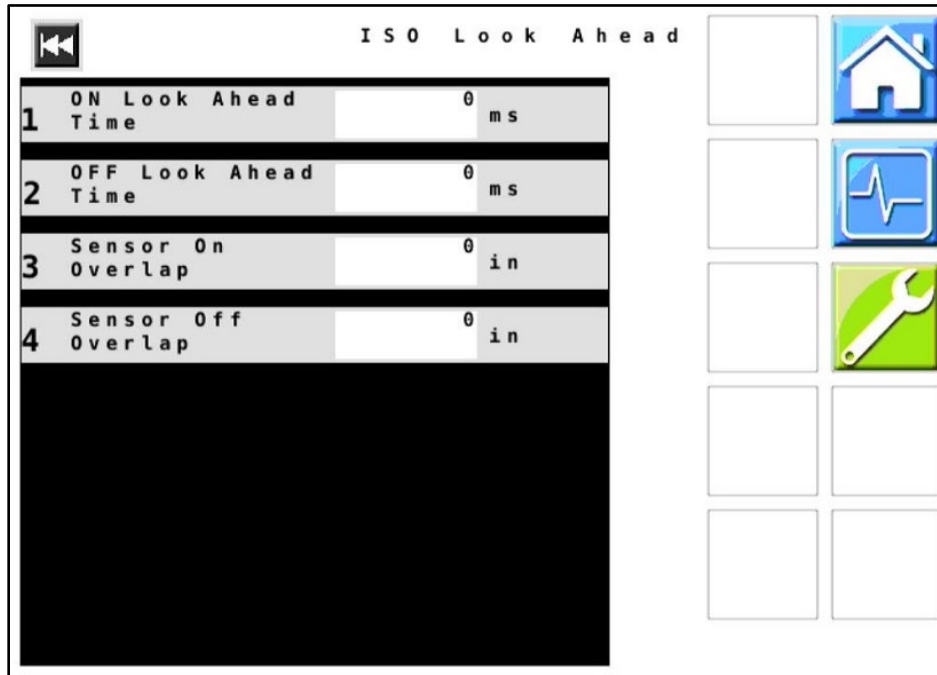 ISO Look Ahead
1 ON Look Ahead Time 0 ms
2 OFF Look Ahead Time 0 ms
3 Sensor On Overlap 0 in
4 Sensor Off Overlap 0 in